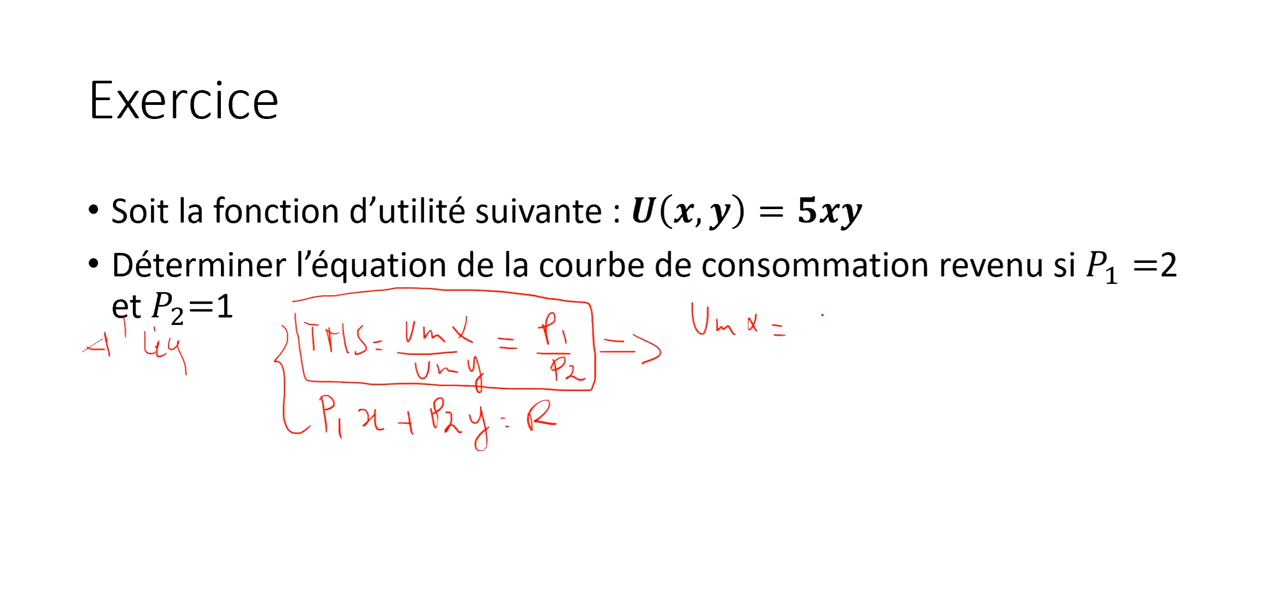 Exercice
• Soit la fonction d’utilité suivante : U(x, y) = 5xy
• Déterminer l’équation de la courbe de consommation revenu si P₁ =2
et P₂=1
TMS = Umx / Umy = P₁ / P₂ => Umx =
P₁x + P₂y = R